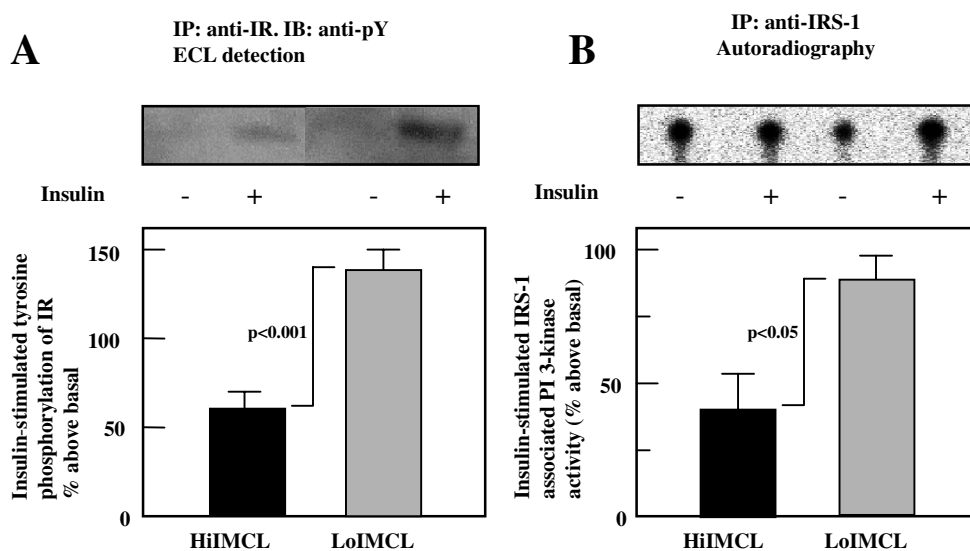 A
IP: anti-IR. IB: anti-pY
ECL detection
Insulin - + - +
Insulin-stimulated tyrosine
phosphorylation of IR
% above basal
150
100
50
0
p<0.001
HiIMCL LoIMCL
B
IP: anti-IRS-1
Autoradiography
Insulin - + - +
Insulin-stimulated IRS-1
associated PI 3-kinase
activity (% above basal)
100
50
0
p<0.05
HiIMCL LoIMCL